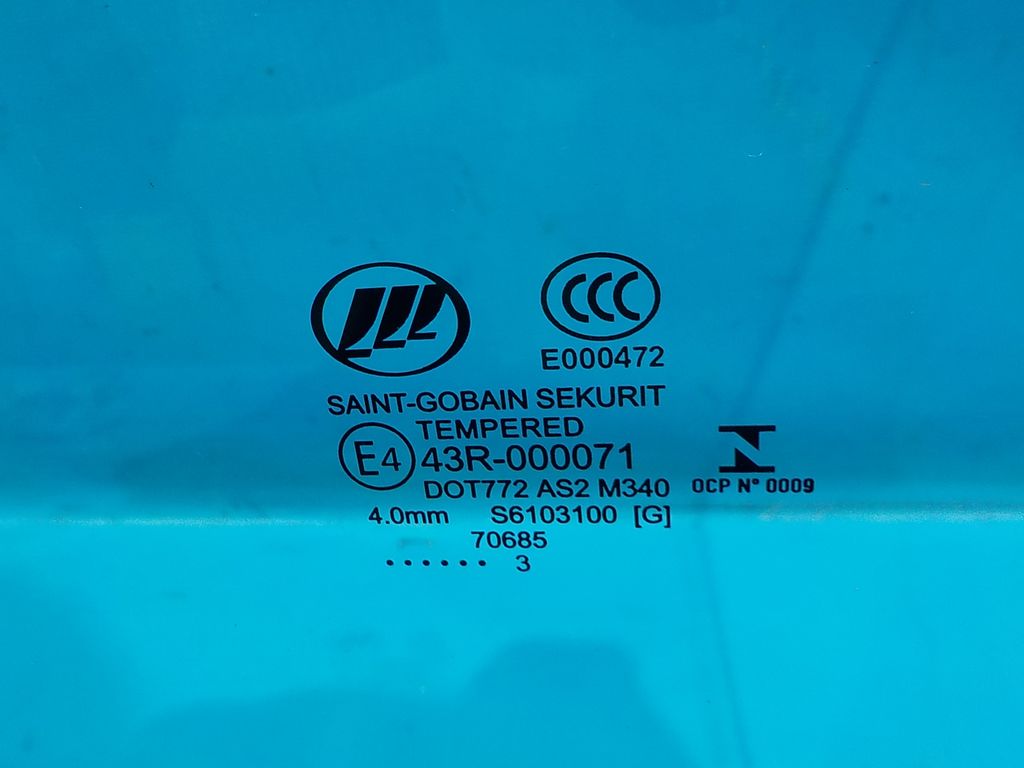 CCC
E000472
SAINT-GOBAIN SEKURIT
TEMPERED
E4 43R-000071
DOT772 AS2 M340
OCP N° 0009
4.0mm S6103100 [G]
70685
...... 3